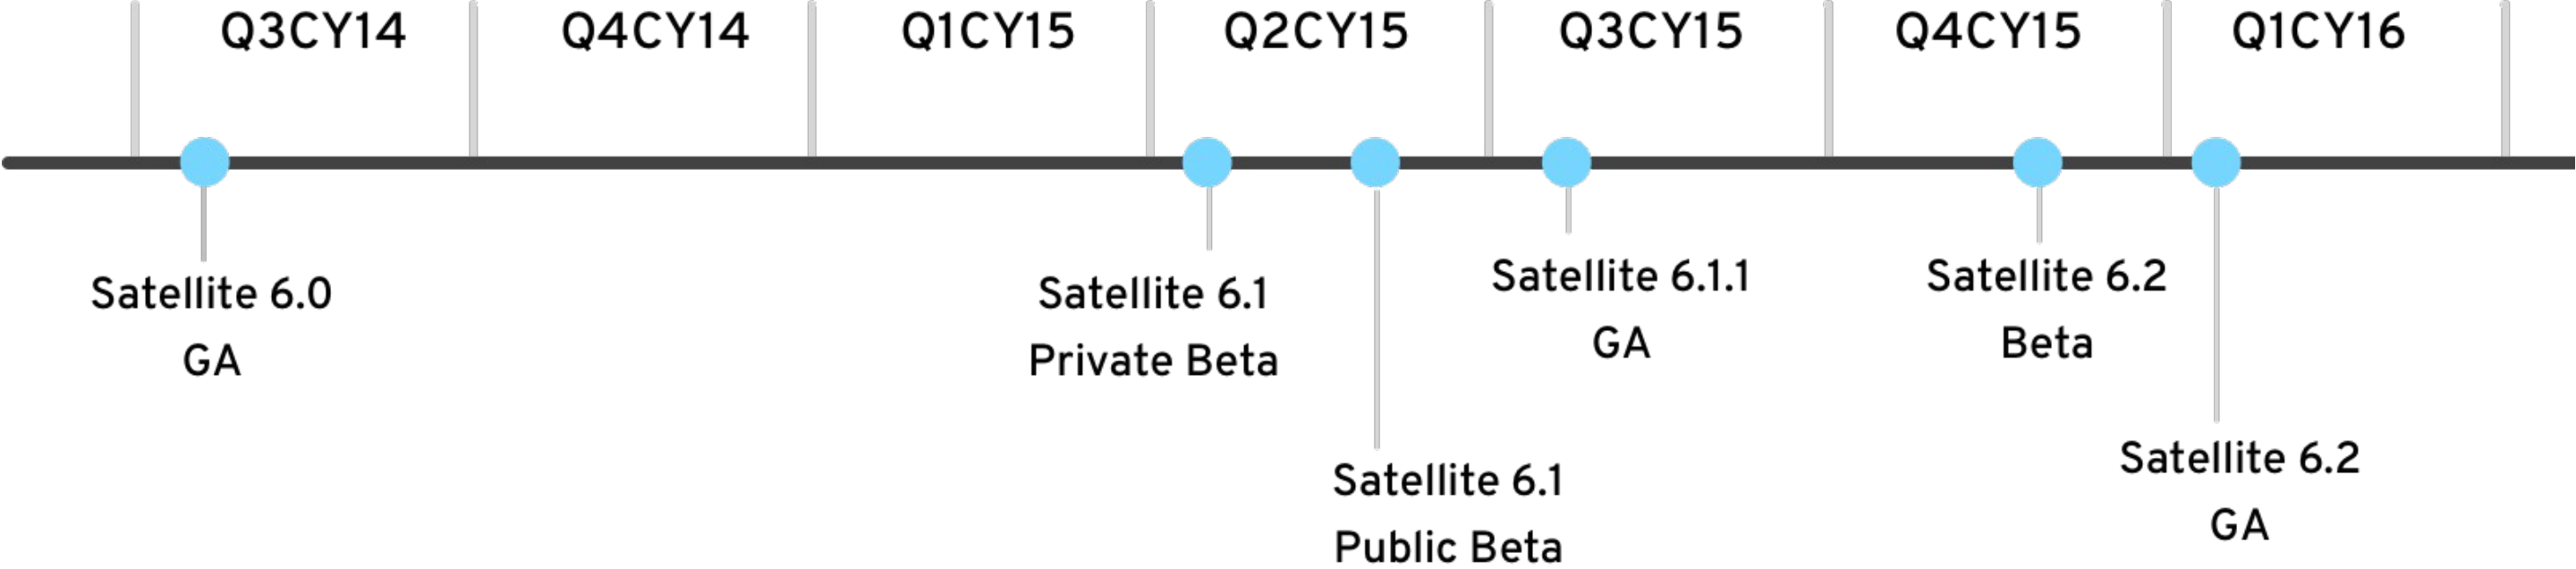 Q3CY14
Q4CY14
Q1CY15
Q2CY15
Q3CY15
Q4CY15
Q1CY16
Satellite 6.0
GA
Satellite 6.1
Private Beta
Satellite 6.1
Public Beta
Satellite 6.1.1
GA
Satellite 6.2
Beta
Satellite 6.2
GA